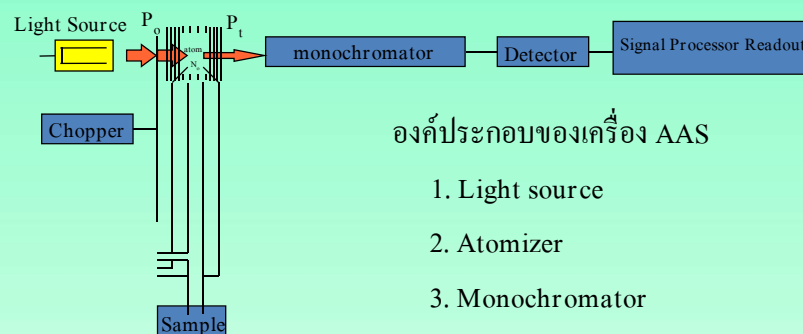 Light Source
Po
Pt
atom
No
monochromator
Detector
Signal Processor Readout
Chopper
องค์ประกอบของเครื่อง AAS
1. Light source
2. Atomizer
3. Monochromator
Sample